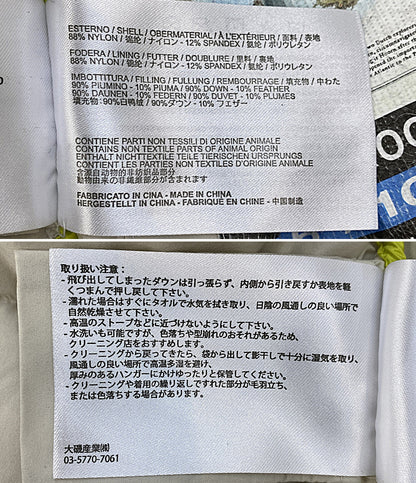 ESTERNO / SHELL / OBERMATERIAL / A L'EXTÉRIEUR / 面料 / 表地
88% NYLON / 锦纶 / ナイロン - 12% SPANDEX / 氨纶 / ポリウレタン
FODERA / LINING / FUTTER / DOUBLURE / 里料 / 裏地
88% NYLON / 锦纶 / ナイロン - 12% SPANDEX / 氨纶 / ポリウレタン
IMBOTTITURA / FILLING / FULLUNG / REMBOURRAGE / 填充物 / 中わた
90% PIUMINO - 10% PIUMA / 90% DOWN - 10% FEATHER
90% DAUNEN - 10% FEDERN / 90% DUVET - 10% PLUMES
填充物: 90%白鸭绒 / 90%ダウン - 10% フェザー
CONTIENE PARTI NON TESSILI DI ORIGINE ANIMALE
CONTAINS NON TEXTILE PARTS OF ANIMAL ORIGIN
ENTHALT NICHTTEXTILE TEILE TIERISCHEN URSPRUNGS
CONTIENT EN PARTIES NON TEXTILES D'ORIGINE ANIMALE
含源自动物的非纺织品部分
動物由来の非繊維部分が含まれます
FABBRICATO IN CINA - MADE IN CHINA
HERGESTELLT IN CHINA - FABRIQUÉ EN CHINE - 中国制造
取り扱い注意：
- 飛び出してしまったダウンは引っ張らず、内側から引き戻すか表地を軽
くつまんで押し戻して下さい。
- 濡れた場合はすぐにタオルで水気を拭き取り、日陰の風通しの良い場所で
自然乾燥させて下さい。
- 高温のストーブなどに近づけないようにして下さい。
- 水洗いも可能ですが、色落ちや型崩れのおそれがあるため、
クリーニング店をおすすめします。
- クリーニングから戻ってきたら、袋から出して影干しで十分に湿気を取り、
風通しの良い場所で高温多湿を避け、
厚みのあるハンガーにかけゆったりと保管してください。
- クリーニングや着用の繰り返しですれた部分が毛羽立ち、
または色落ちする場合があります。
大磯産業㈱
03-5770-7061